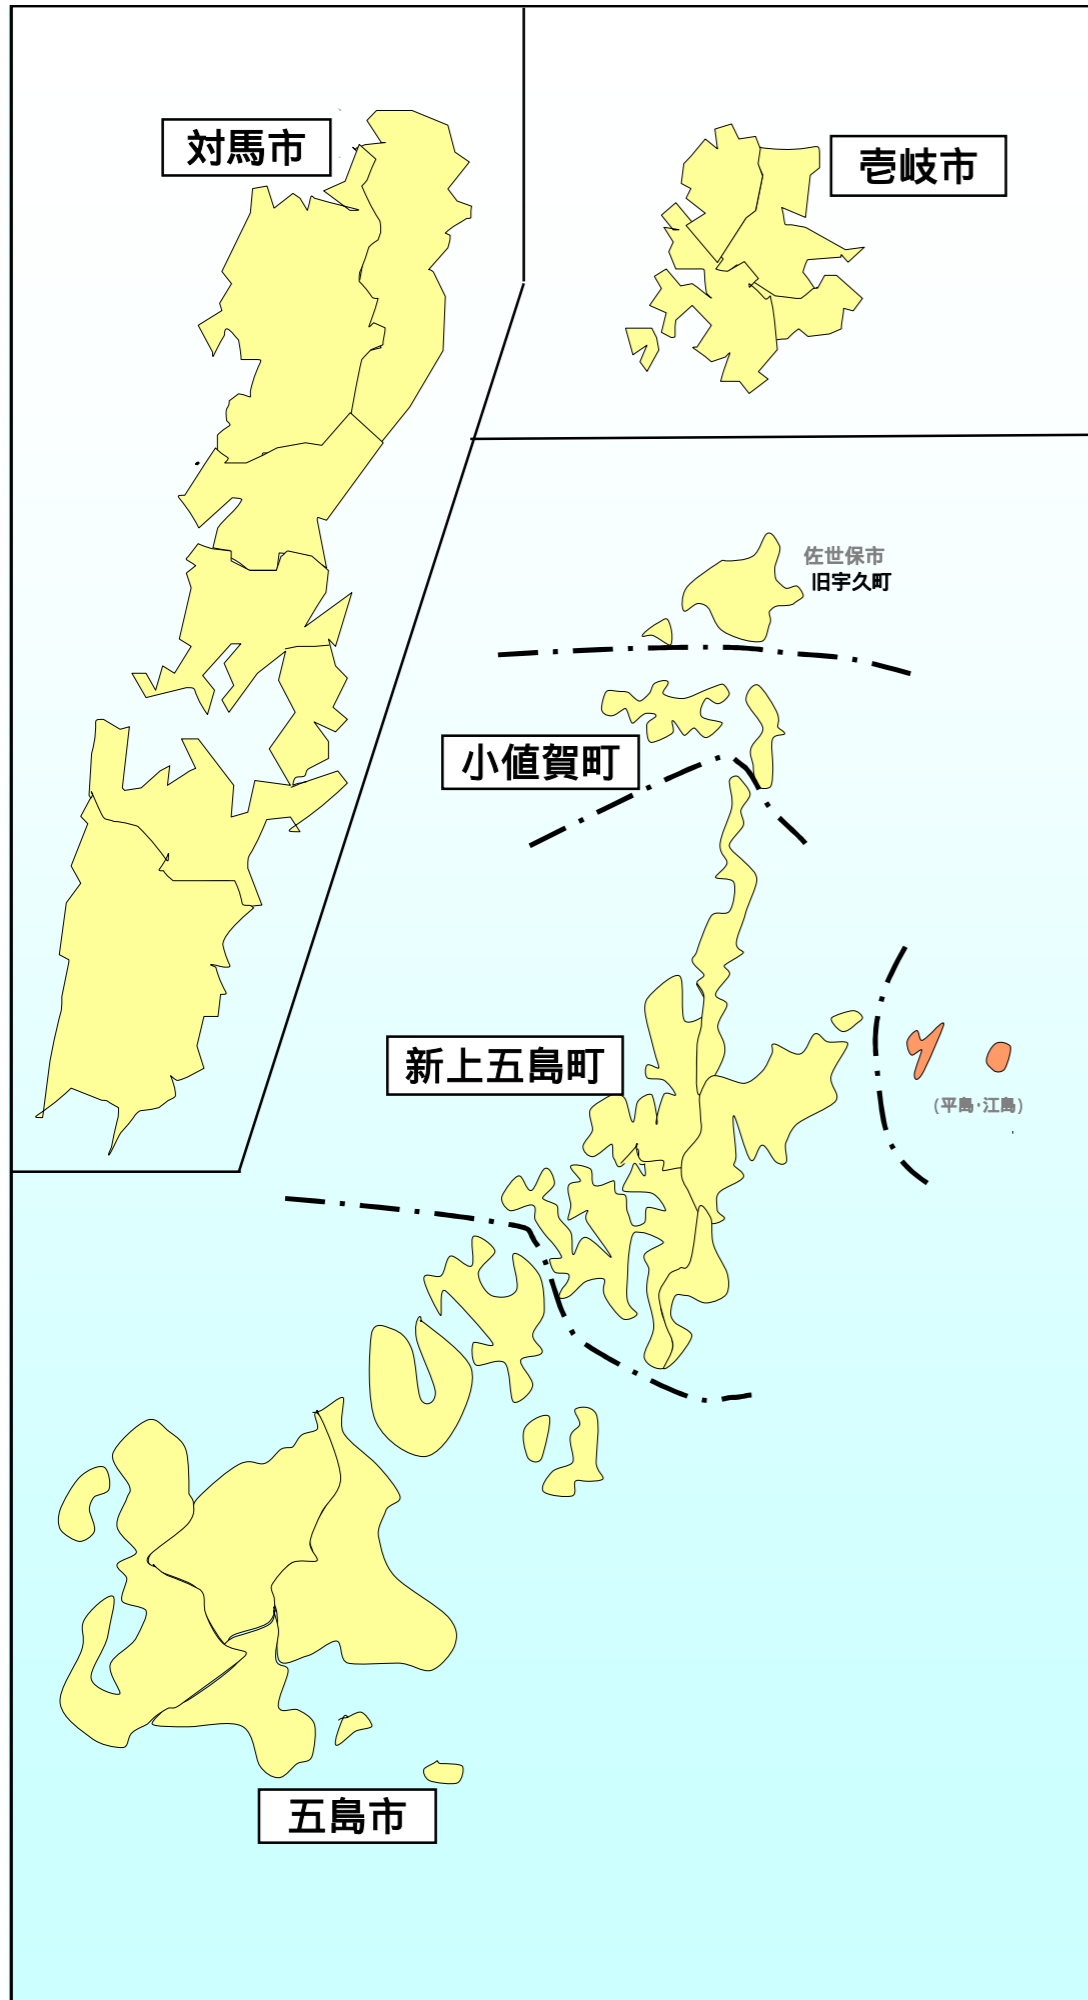 対馬市
壱岐市
佐世保市
旧宇久町
小値賀町
新上五島町
(平島･江島)
五島市